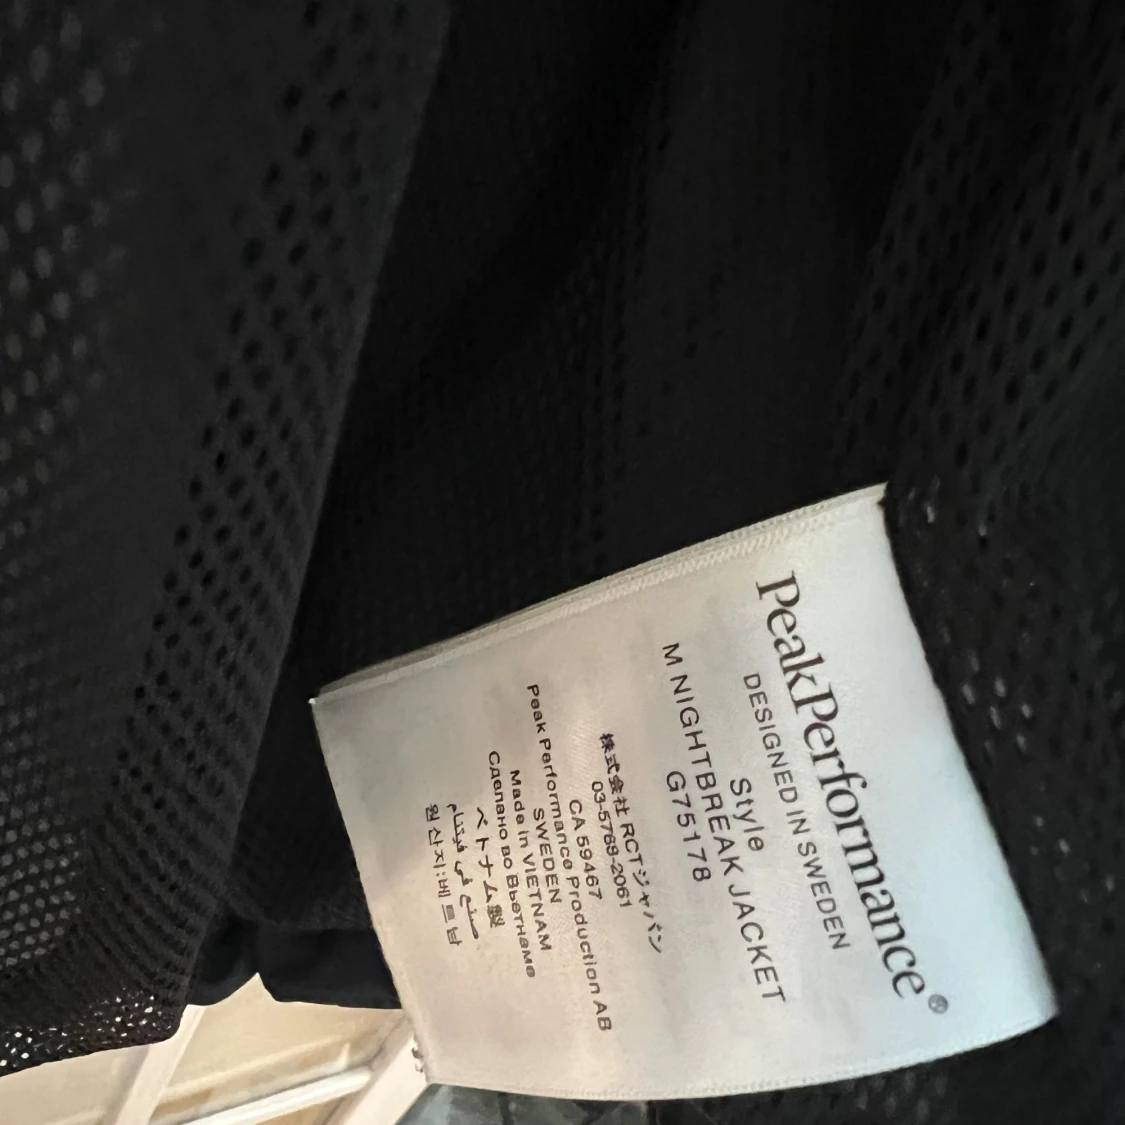 PeakPerformance®
DESIGNED IN SWEDEN
Style
M NIGHTBREAK JACKET
G75178
株式会社 RCTジャパン
03-5789-2061
CA 59467
Peak Performance Production AB
SWEDEN
Made in VIETNAM
Сделано во Вьетнаме
ベトナム製
صنع في فيتنام
원산지:베트남